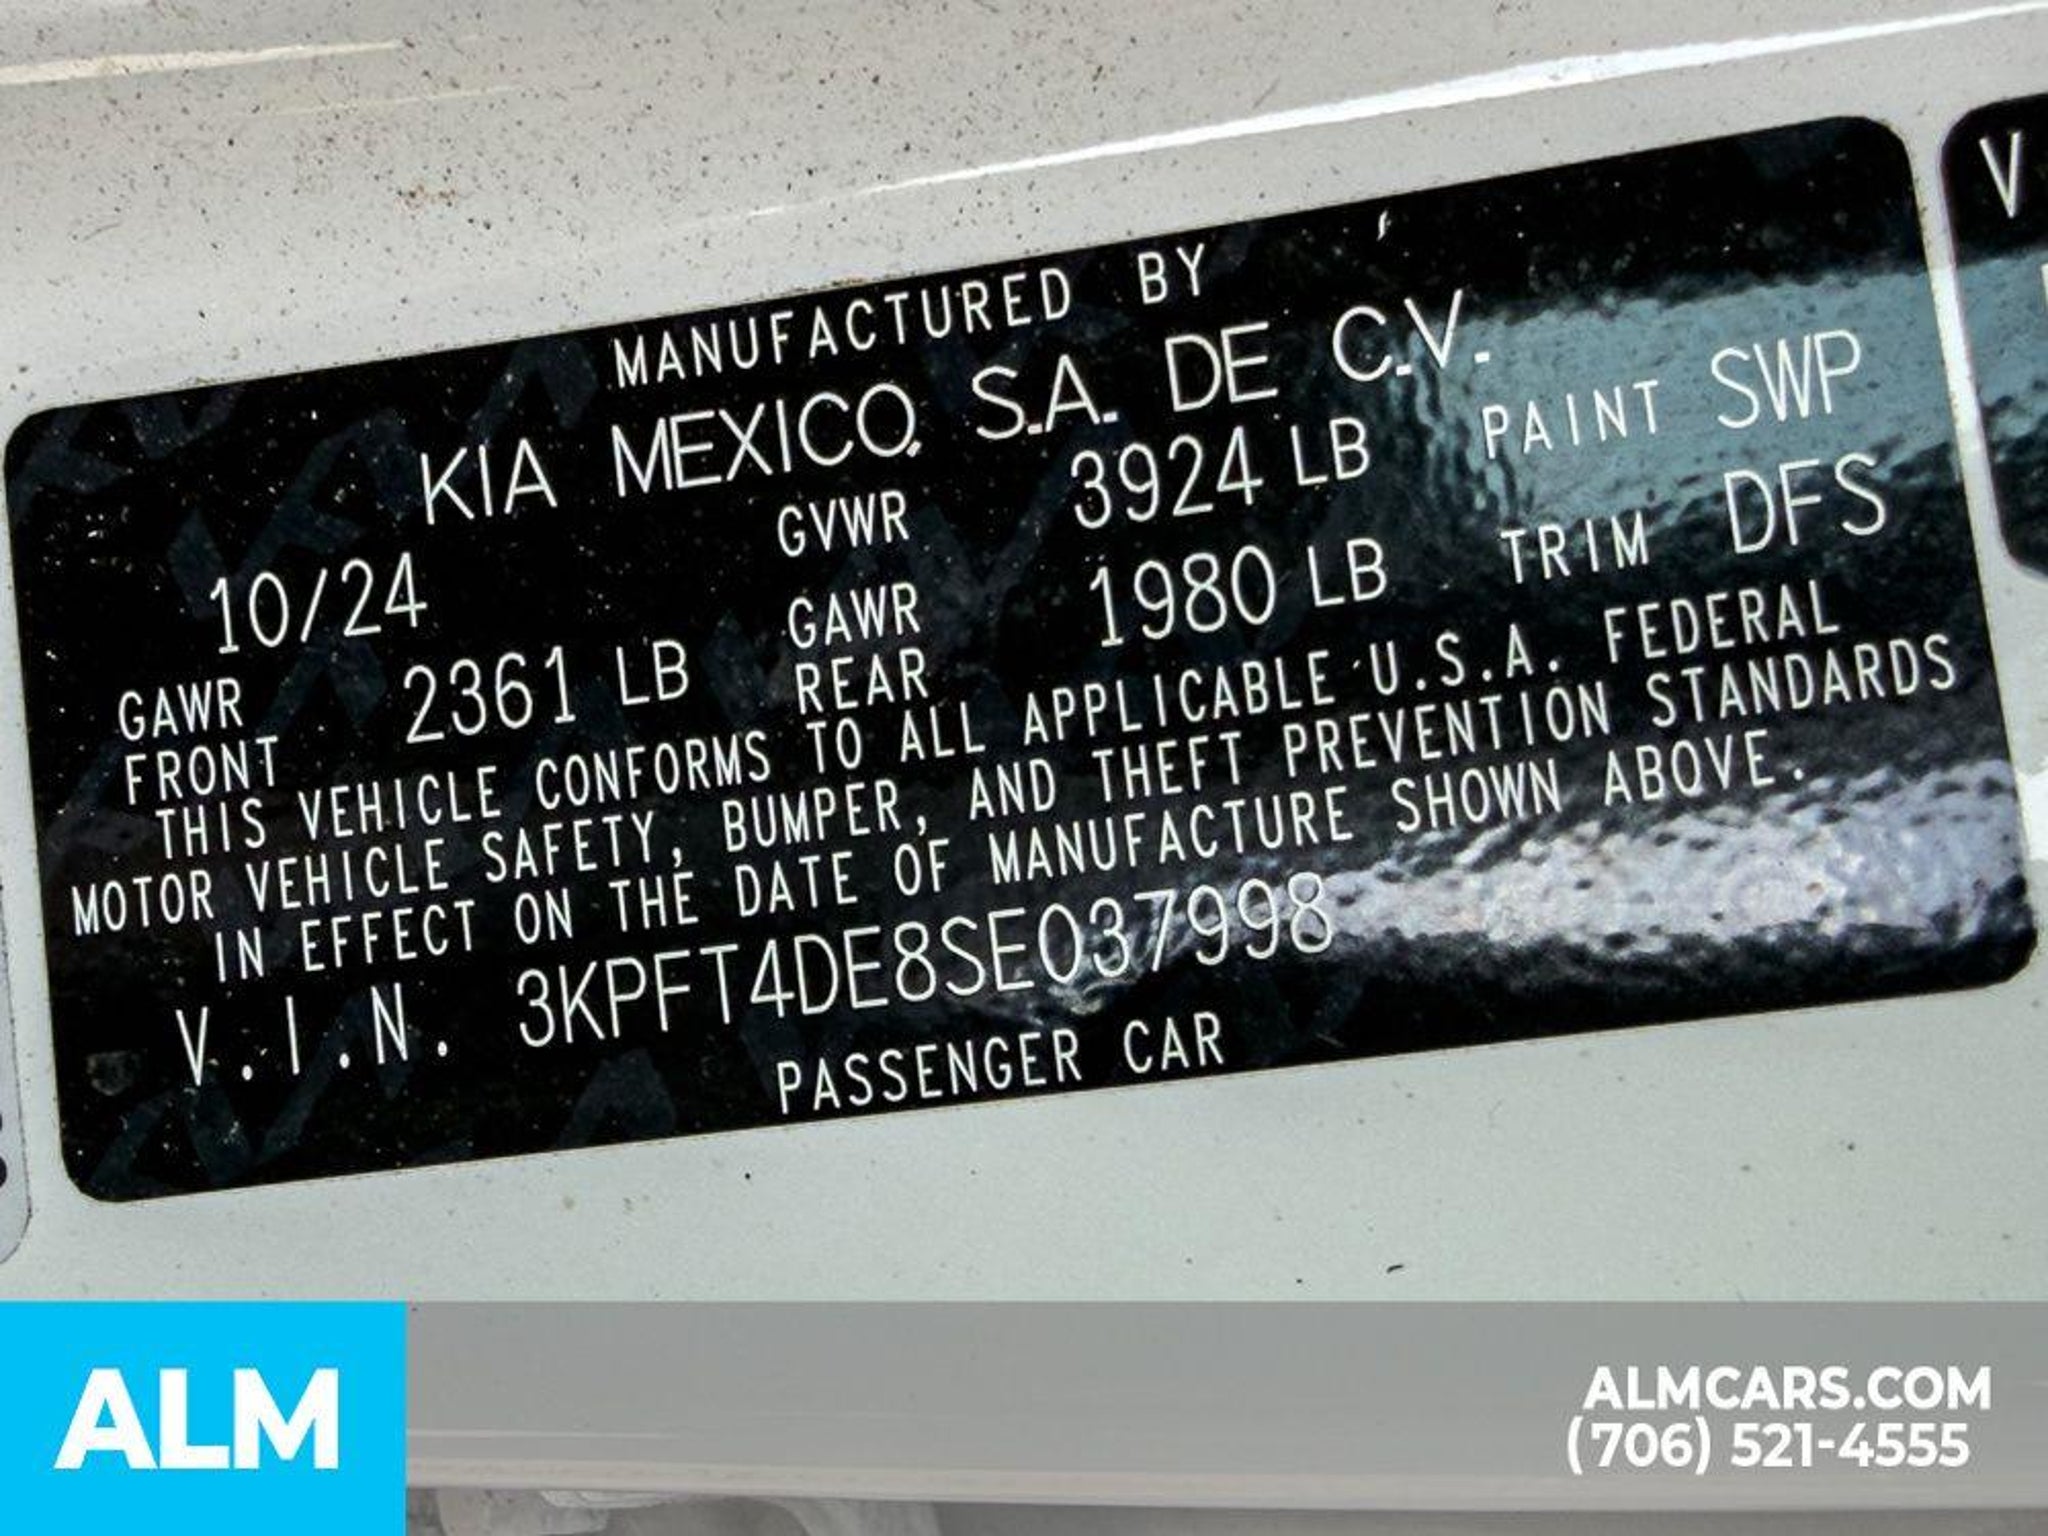 MANUFACTURED BY
KIA MEXICO, S.A. DE C.V.
10/24 GVWR 3924 LB PAINT SWP
GAWR FRONT 2361 LB GAWR REAR 1980 LB TRIM DFS
THIS VEHICLE CONFORMS TO ALL APPLICABLE U.S.A. FEDERAL
MOTOR VEHICLE SAFETY, BUMPER, AND THEFT PREVENTION STANDARDS
IN EFFECT ON THE DATE OF MANUFACTURE SHOWN ABOVE.
V.I.N. 3KPFT4DE8SE037998
PASSENGER CAR
V
ALM
ALMCARS.COM
(706) 521-4555